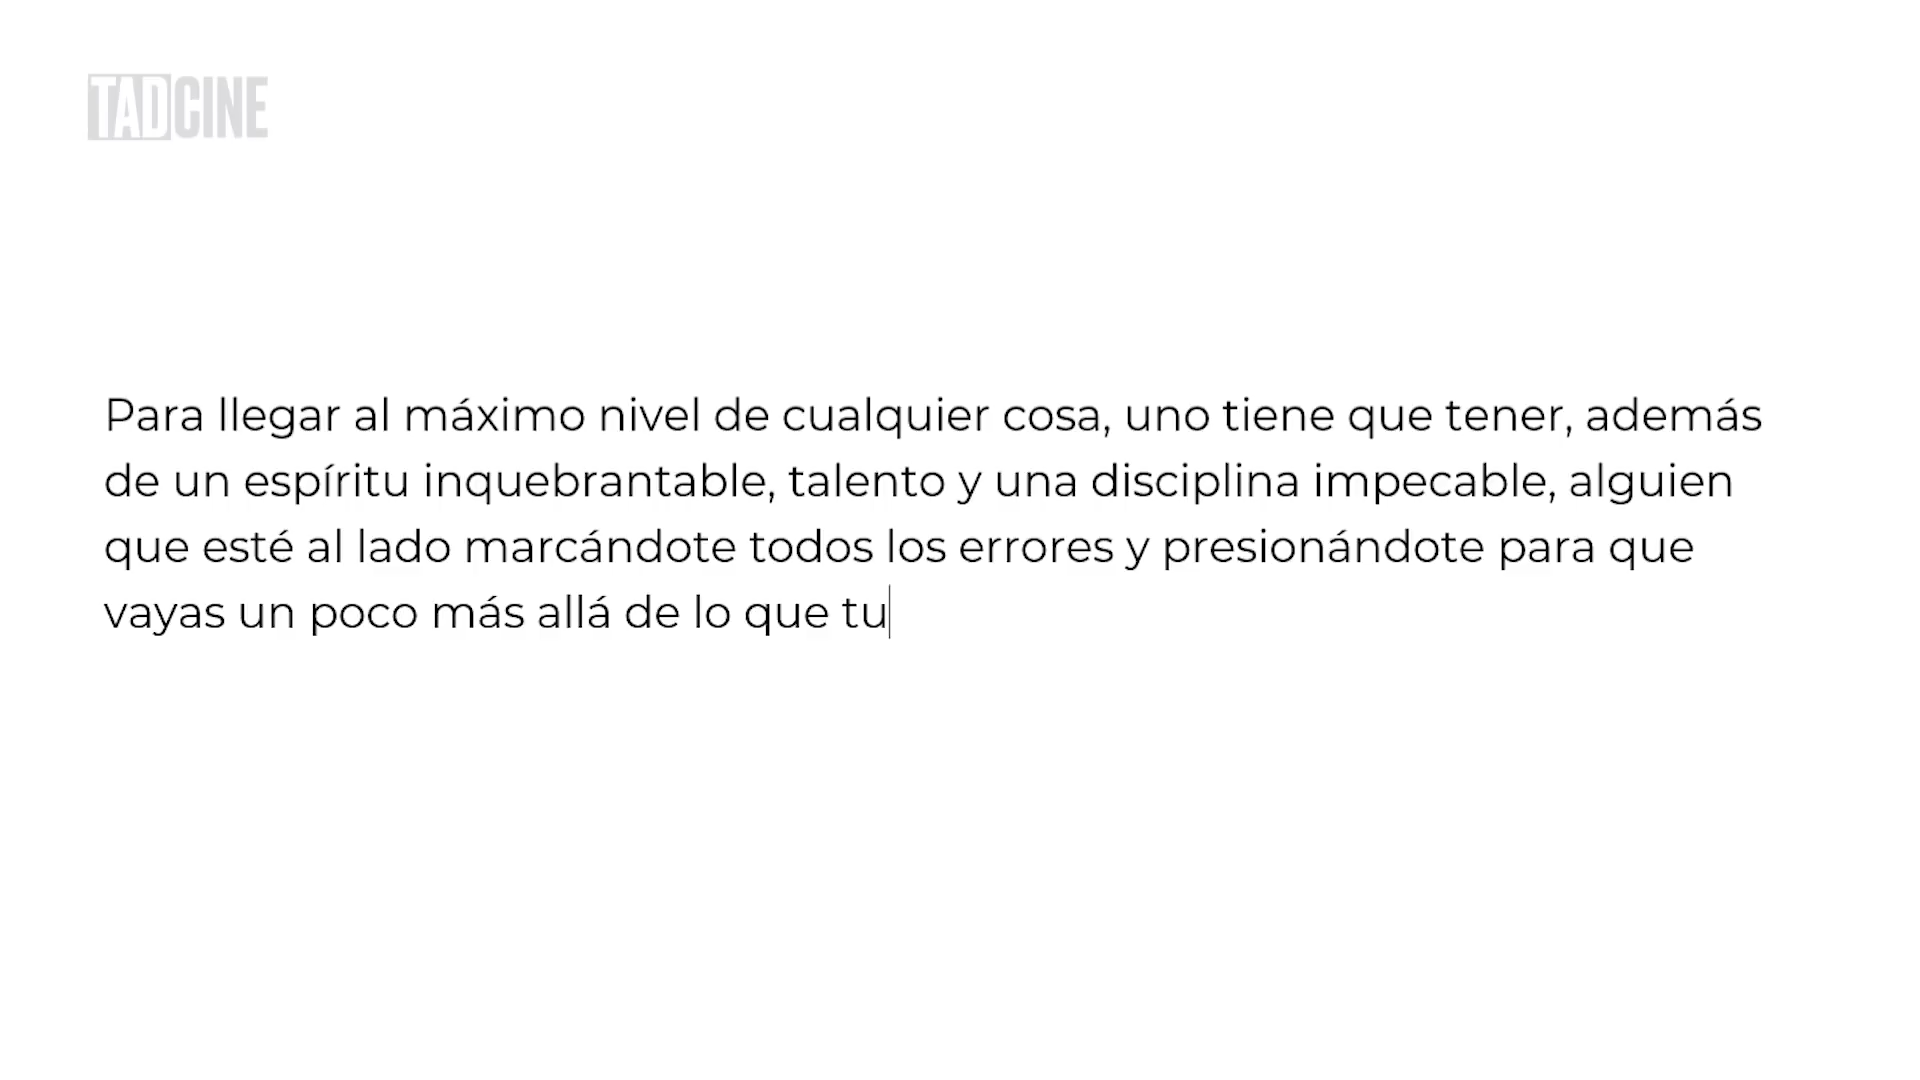 TADCINE
Para llegar al máximo nivel de cualquier cosa, uno tiene que tener, además
de un espíritu inquebrantable, talento y una disciplina impecable, alguien
que esté al lado marcándote todos los errores y presionándote para que
vayas un poco más allá de lo que tu